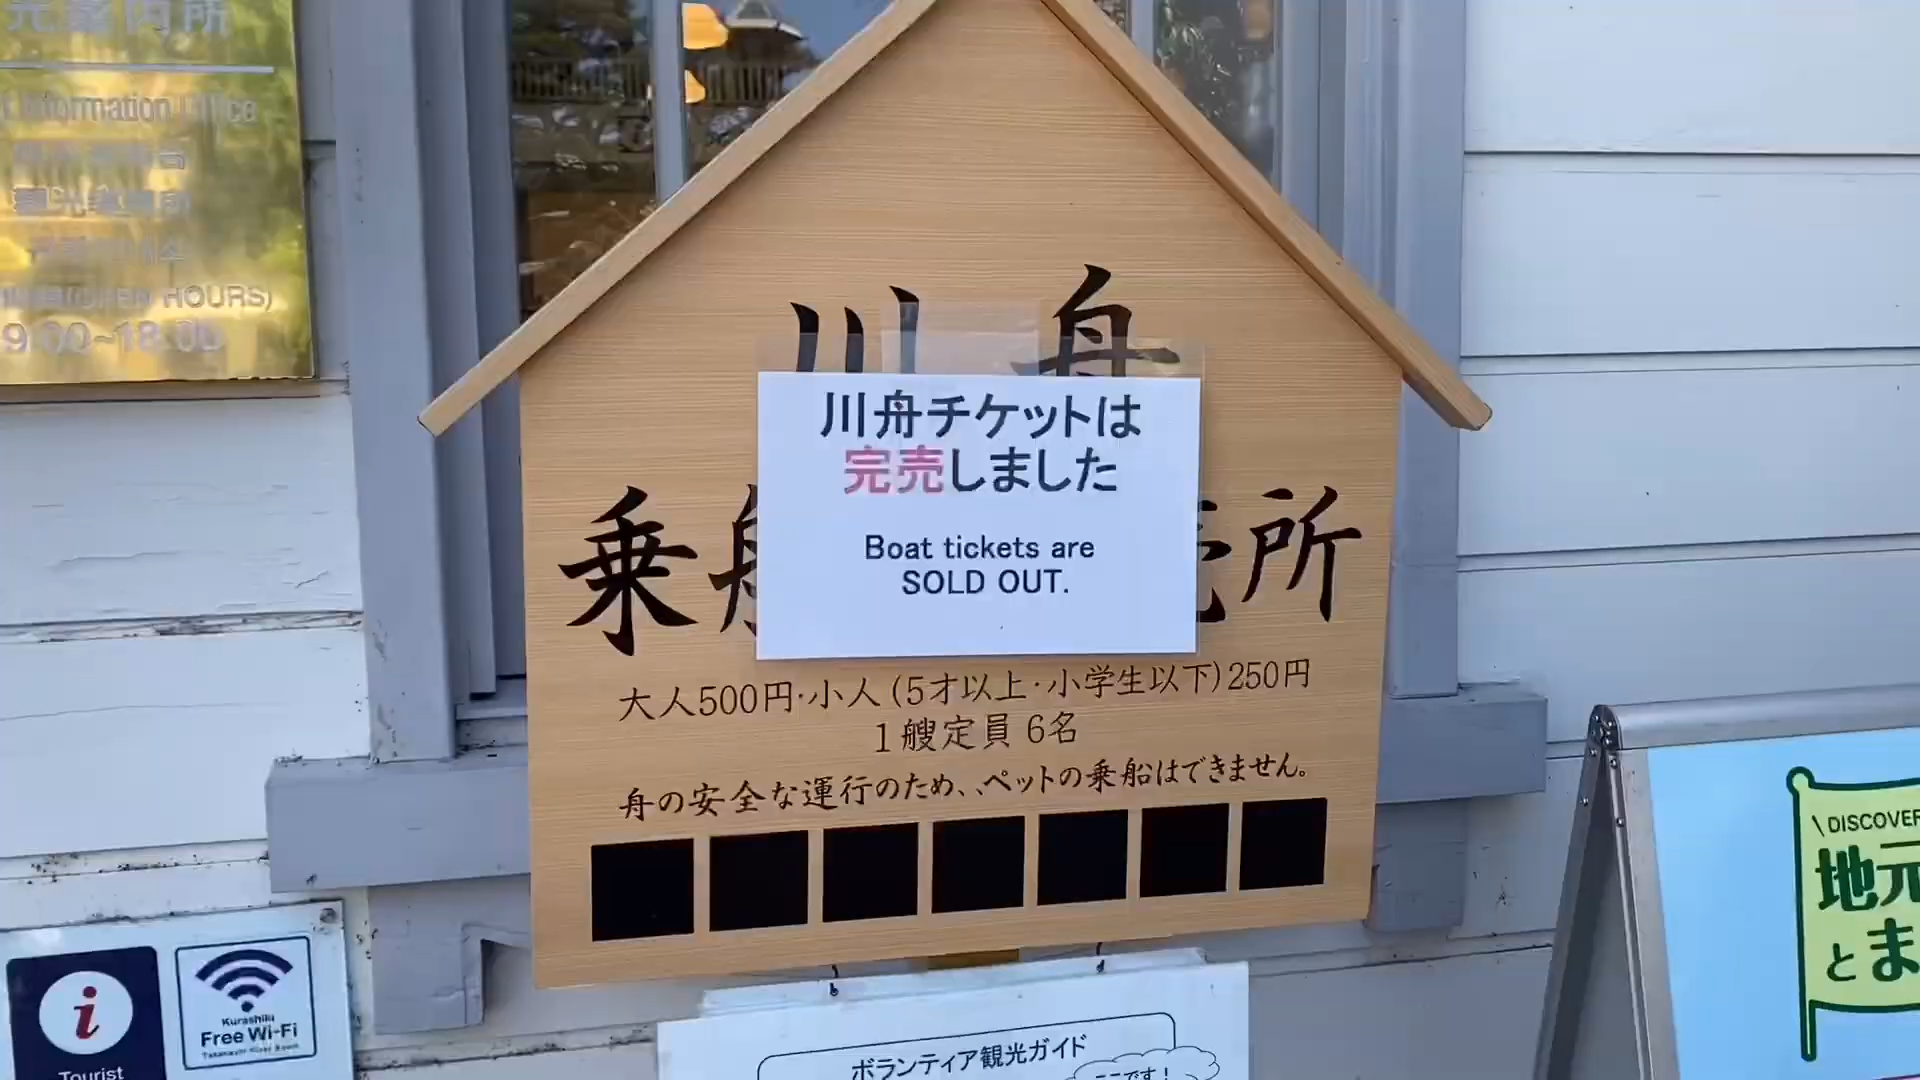 光案内所
Information Office
(OPEN HOURS)
9:00~18:00
川舟
川舟チケットは
完売しました
Boat tickets are
SOLD OUT.
乗 所
大人500円・小人(5才以上・小学生以下)250円
1艘定員 6名
舟の安全な運行のため、、ペットの乗船はできません。
i
Tourist
Kurashiki
Free Wi-Fi
ボランティア観光ガイド
ここです!
\DISCOVER
地元
とま